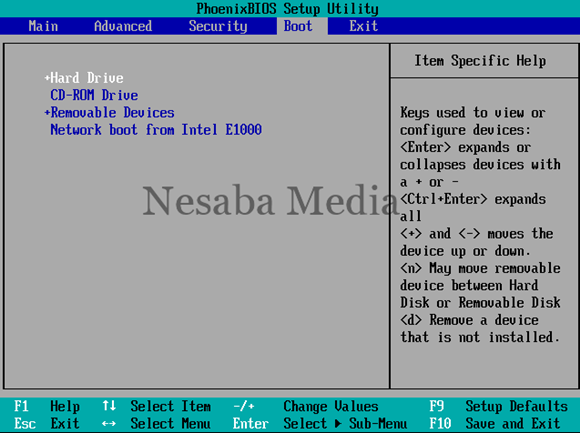 PhoenixBIOS Setup Utility
Main Advanced Security Boot Exit
+Hard Drive
CD-ROM Drive
+Removable Devices
Network boot from Intel E1000
Item Specific Help
Keys used to view or
configure devices:
<Enter> expands or
collapses devices with
a + or -
<Ctrl+Enter> expands
all
<+> and <-> moves the
device up or down.
<n> May move removable
device between Hard
Disk or Removable Disk
<d> Remove a device
that is not installed.
Nesaba Media
F1 Help ↑↓ Select Item -/+ Change Values F9 Setup Defaults
Esc Exit ↔ Select Menu Enter Select ▶ Sub-Menu F10 Save and Exit